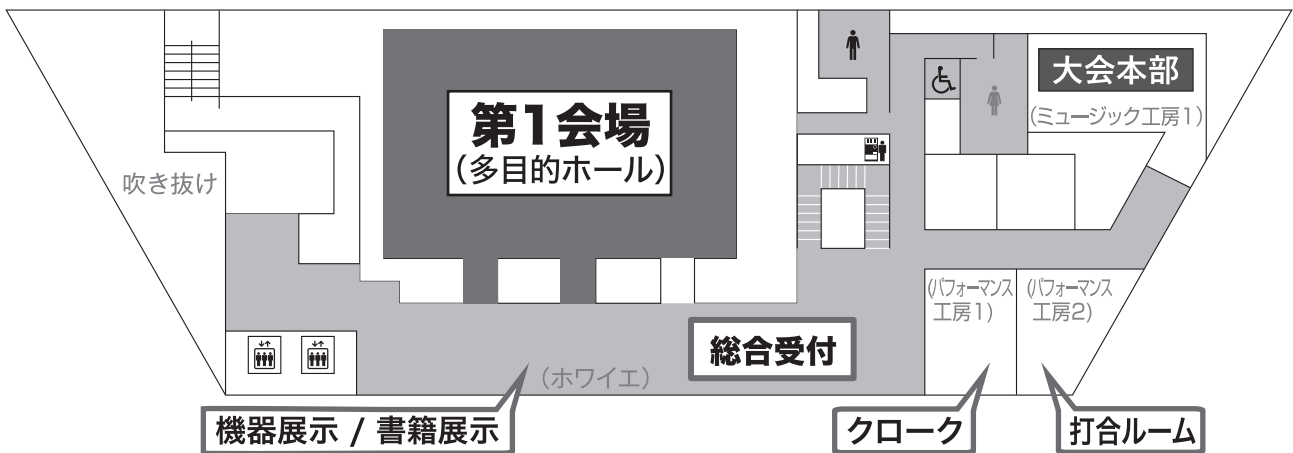 第1会場
(多目的ホール)
大会本部
(ミュージック工房1)
吹き抜け
(パフォーマンス
工房1)
(パフォーマンス
工房2)
総合受付
(ホワイエ)
機器展示 / 書籍展示
クローク
打合ルーム